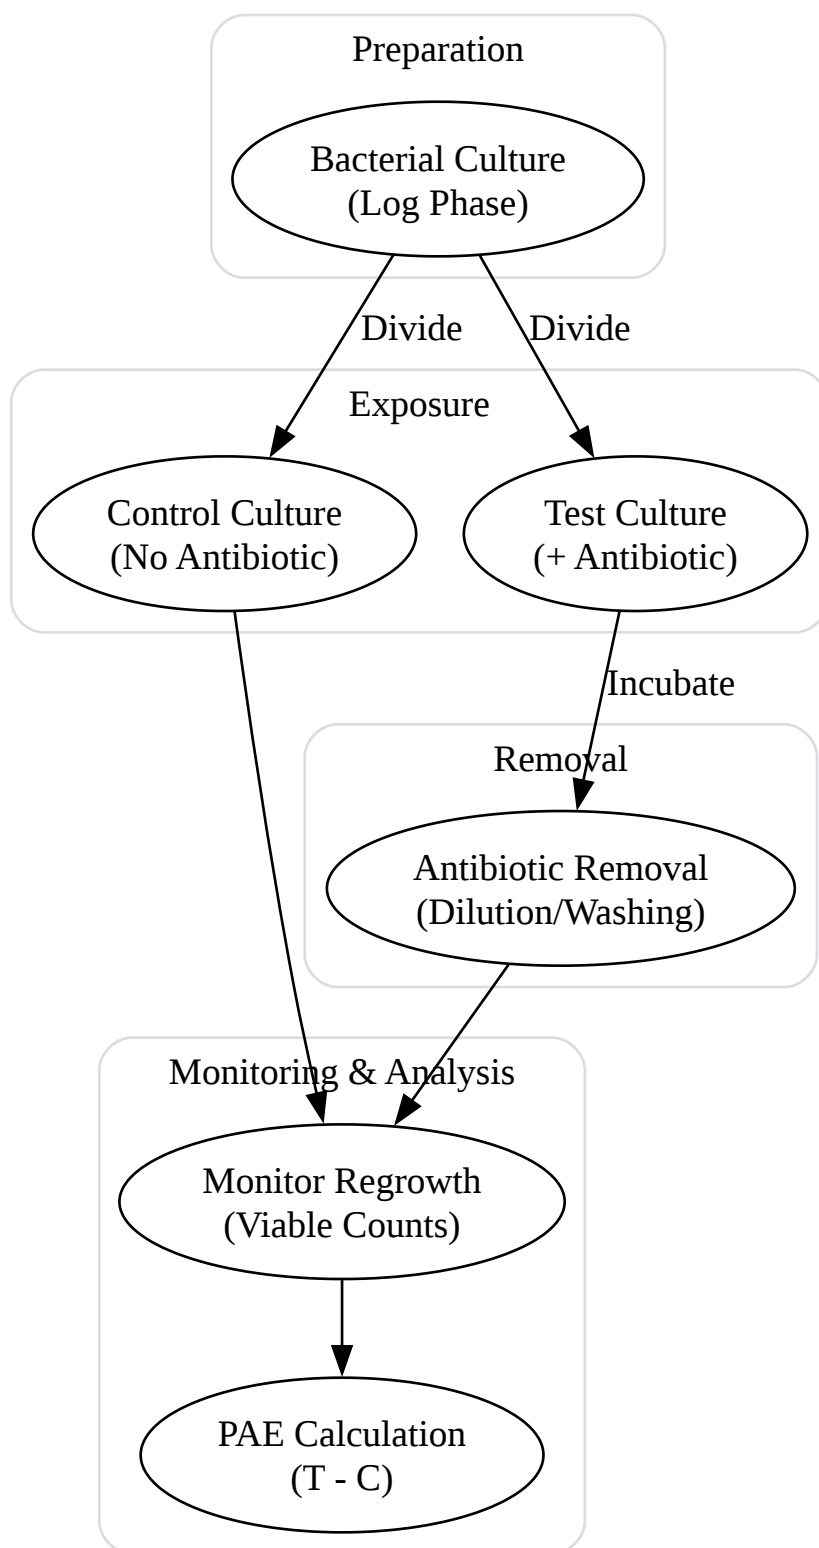 Preparation
Bacterial Culture
(Log Phase)
Divide
Divide
Exposure
Control Culture
(No Antibiotic)
Test Culture
(+ Antibiotic)
Incubate
Removal
Antibiotic Removal
(Dilution/Washing)
Monitoring & Analysis
Monitor Regrowth
(Viable Counts)
PAE Calculation
(T - C)